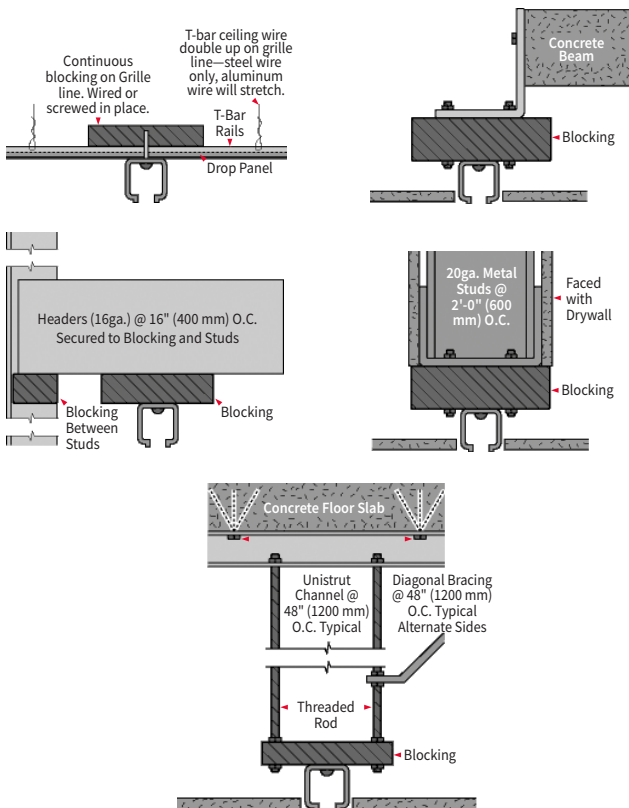 Continuous
blocking on Grille
line. Wired or
screwed in place.
T-bar ceiling wire
double up on grille
line—steel wire
only, aluminum
wire will stretch.
T-Bar
Rails
Drop Panel
Concrete
Beam
Blocking
Headers (16ga.) @ 16" (400 mm) O.C.
Secured to Blocking and Studs
Blocking
Between
Studs
Blocking
20ga. Metal
Studs @
2'-0" (600
mm) O.C.
Faced
with
Drywall
Blocking
Concrete Floor Slab
Unistrut
Channel @
48" (1200 mm)
O.C. Typical
Diagonal Bracing
@ 48" (1200 mm)
O.C. Typical
Alternate Sides
Threaded
Rod
Blocking